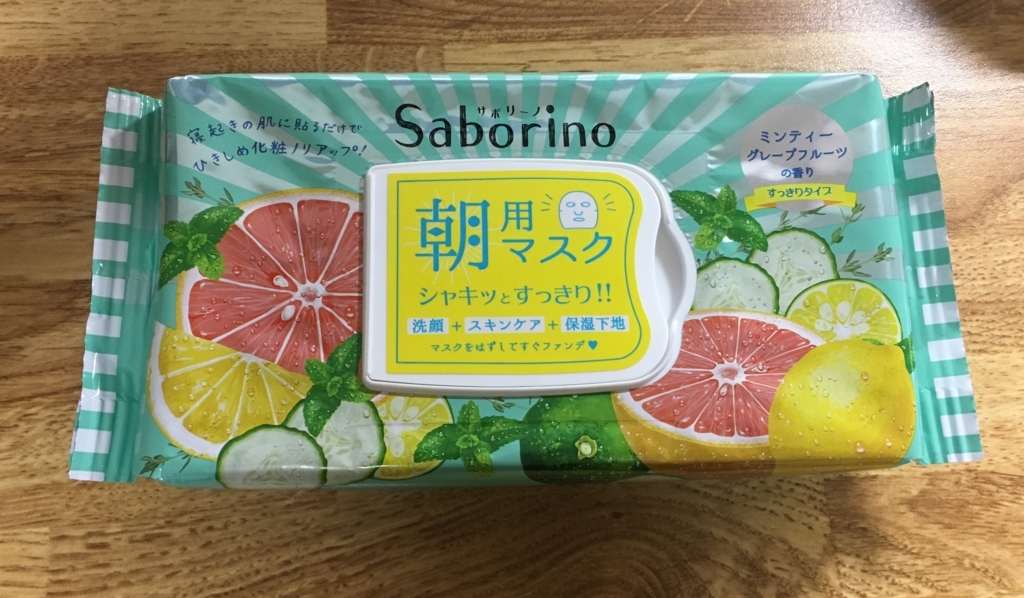 サボリーノ
Saborino
寝起きの肌に貼るだけで
ひきしめ化粧ノリアップ!
ミンティー
グレープフルーツ
の香り
すっきりタイプ
朝用マスク
シャキッとすっきり!!
洗顔 + スキンケア + 保湿下地
マスクをはずしてすぐファンデ♥